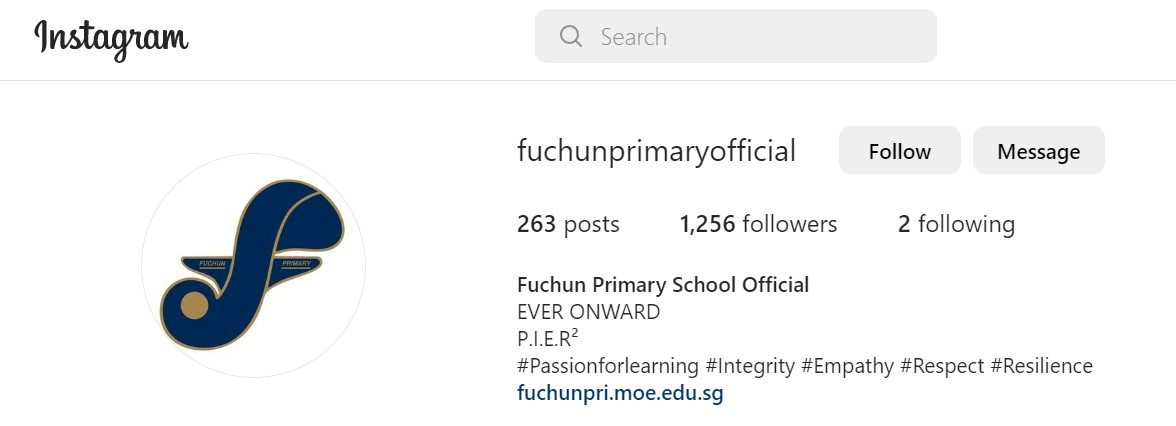 Instagram
Search
fuchunprimaryofficial Follow Message
263 posts 1,256 followers 2 following
FUCHUN PRIMARY
Fuchun Primary School Official
EVER ONWARD
P.I.E.R²
#Passionforlearning #Integrity #Empathy #Respect #Resilience
fuchunpri.moe.edu.sg